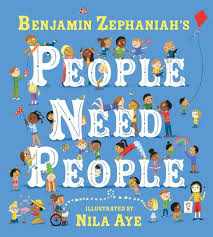 BENJAMIN ZEPHANIAH'S
PEOPLE
NEED
PEOPLE
ILLUSTRATED BY
NILA AYE